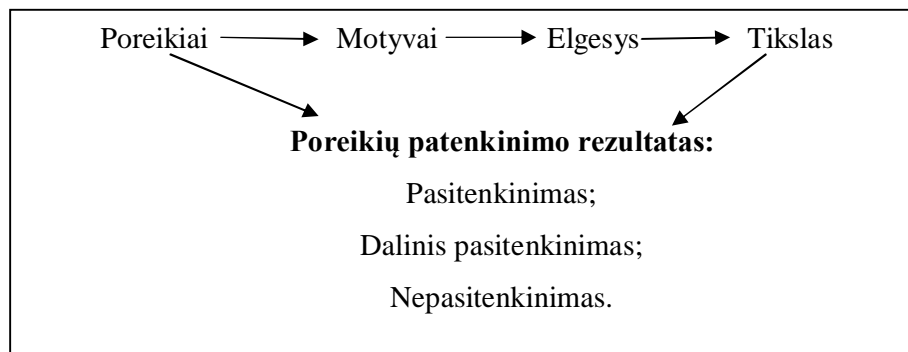 Poreikiai Motyvai Elgesys Tikslas
Poreikių patenkinimo rezultatas:
Pasitenkinimas;
Dalinis pasitenkinimas;
Nepasitenkinimas.